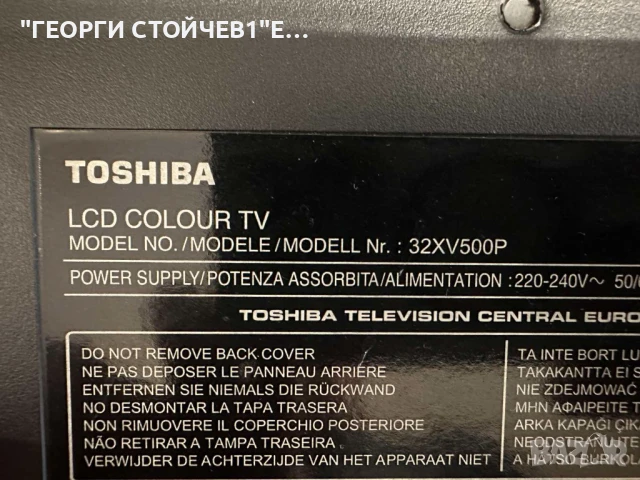 "ГЕОРГИ СТОЙЧЕВ1"Е...
TOSHIBA
LCD COLOUR TV
MODEL NO./MODELE/MODELL Nr. : 32XV500P
POWER SUPPLY/POTENZA ASSORBITA/ALIMENTATION :220-240V~ 50/
TOSHIBA TELEVISION CENTRAL EURO
DO NOT REMOVE BACK COVER
NE PAS DEPOSER LE PANNEAU ARRIÈRE
ENTFERNEN SIE NIEMALS DIE RÜCKWAND
NO DESMONTAR LA TAPA TRASERA
NON RIMUOVERE IL COPERCHIO POSTERIORE
NÃO RETIRAR A TAMPA TRASEIRA
VERWIJDER DE ACHTERZIJDE VAN HET APPARAAT NIET
TA INTE BORT LU
TAKAKANTTA EI S
NIE ZDEJMOWAĆ
ΜΗΝ ΑΦΑΙΡΕΙΤΕ Τ
ARKA KAPAĞI ÇIK
NEODSTRAŇUJTE
A HÁTSÓ BURKOLA